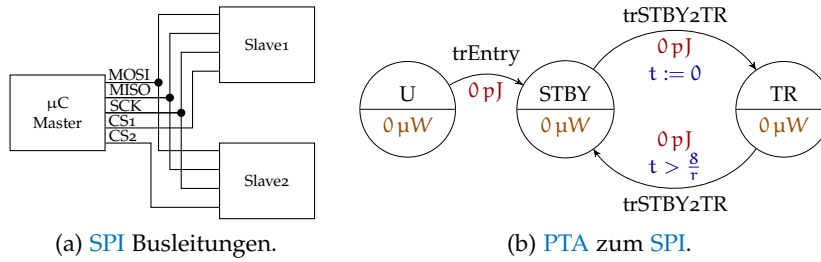 µC
Master
MOSI
MISO
SCK
CS1
CS2
Slave1
Slave2
(a) SPI Busleitungen.
U
0 µW
trEntry
0 pJ
STBY
0 µW
trSTBY2TR
0 pJ
t := 0
TR
0 µW
0 pJ
t > 8/r
trSTBY2TR
(b) PTA zum SPI.